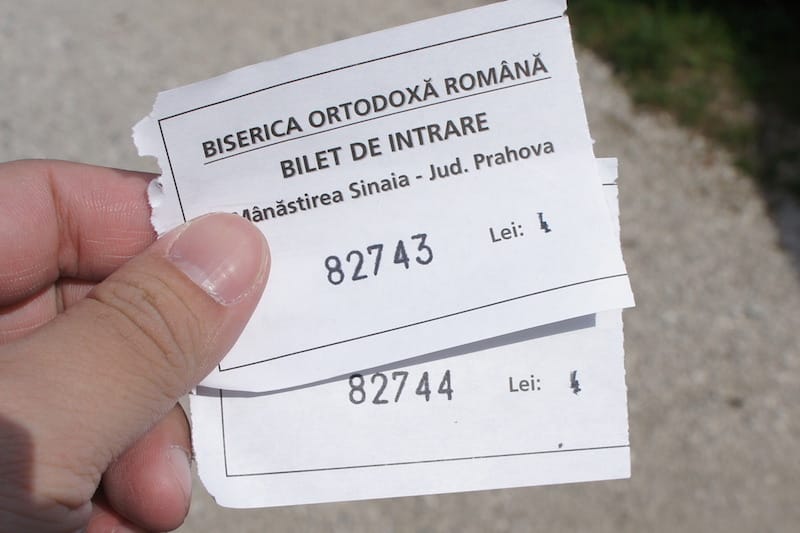 BISERICA ORTODOXĂ ROMÂNĂ
BILET DE INTRARE
Mânăstirea Sinaia - Jud. Prahova
82743 Lei: 4
82744 Lei: 4